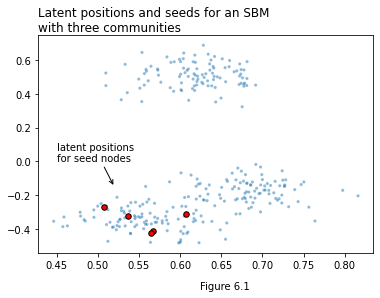 Latent positions and seeds for an SBM
with three communities
0.6
0.4
0.2
0.0
−0.2
−0.4
latent positions
for seed nodes
0.45 0.50 0.55 0.60 0.65 0.70 0.75 0.80
Figure 6.1